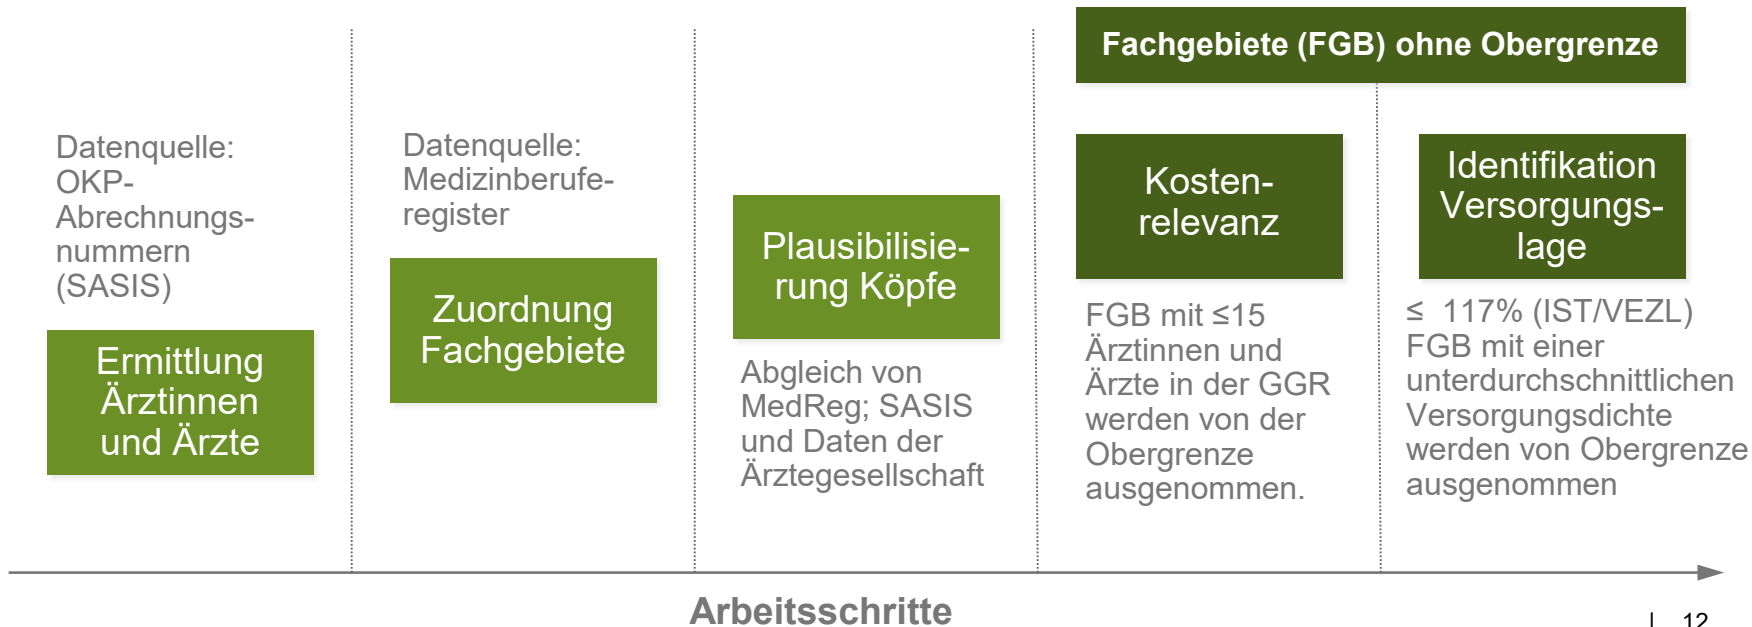 Fachgebiete (FGB) ohne Obergrenze
Datenquelle:
OKP-
Abrechnungs-
nummern
(SASIS)
Ermittlung
Ärztinnen
und Ärzte
Datenquelle:
Medizinberufe-
register
Zuordnung
Fachgebiete
Plausibilisie-
rung Köpfe
Abgleich von
MedReg; SASIS
und Daten der
Ärztegesellschaft
Kosten-
relevanz
FGB mit ≤15
Ärztinnen und
Ärzte in der GGR
werden von der
Obergrenze
ausgenommen.
Identifikation
Versorgungs-
lage
≤ 117% (IST/VEZL)
FGB mit einer
unterdurchschnittlichen
Versorgungsdichte
werden von Obergrenze
ausgenommen
Arbeitsschritte
| 12